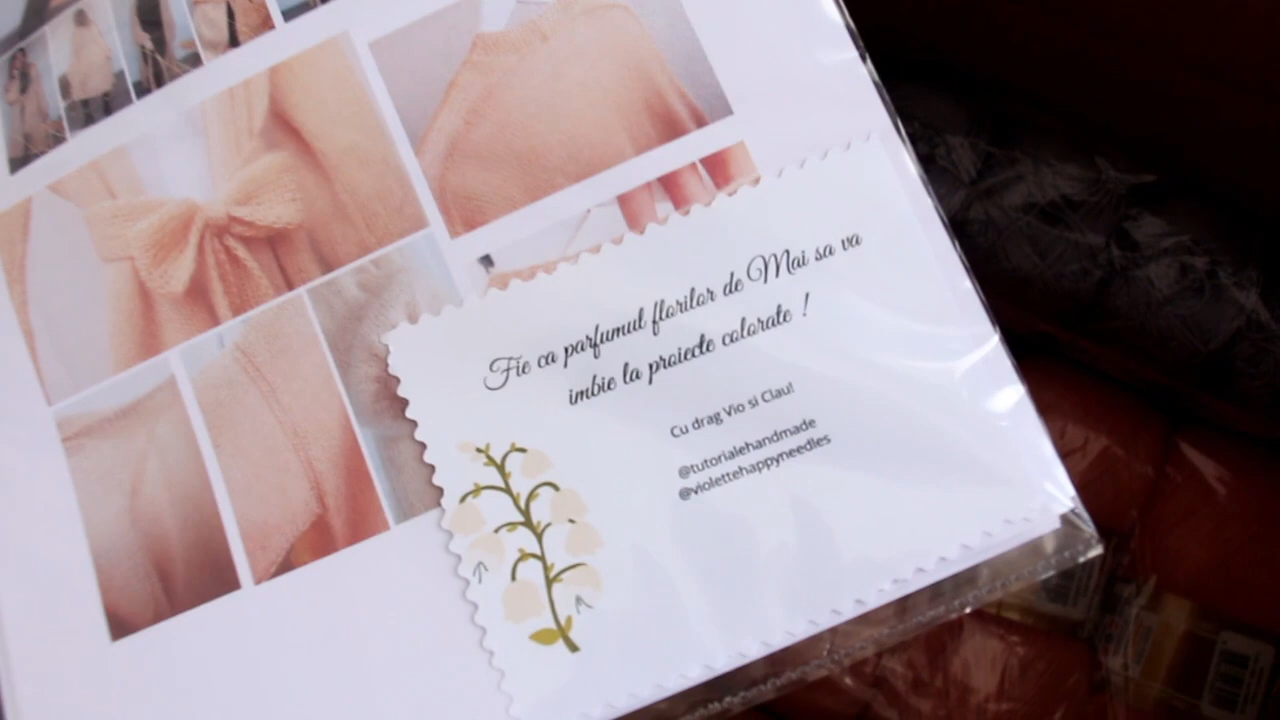 Fie ca parfumul florilor de Mai sa va
imbie la proiecte colorate !
Cu drag Vio si Clau!
@tutorialehandmade
@violettehappyneedles